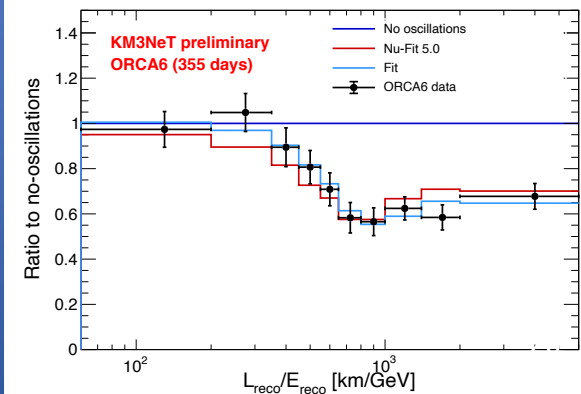 KM3NeT preliminary
ORCA6 (355 days)
No oscillations
Nu-Fit 5.0
Fit
ORCA6 data
Ratio to no-oscillations
1.4
1.2
1
0.8
0.6
0.4
0.2
0
10²
10³
L_reco/E_reco [km/GeV]